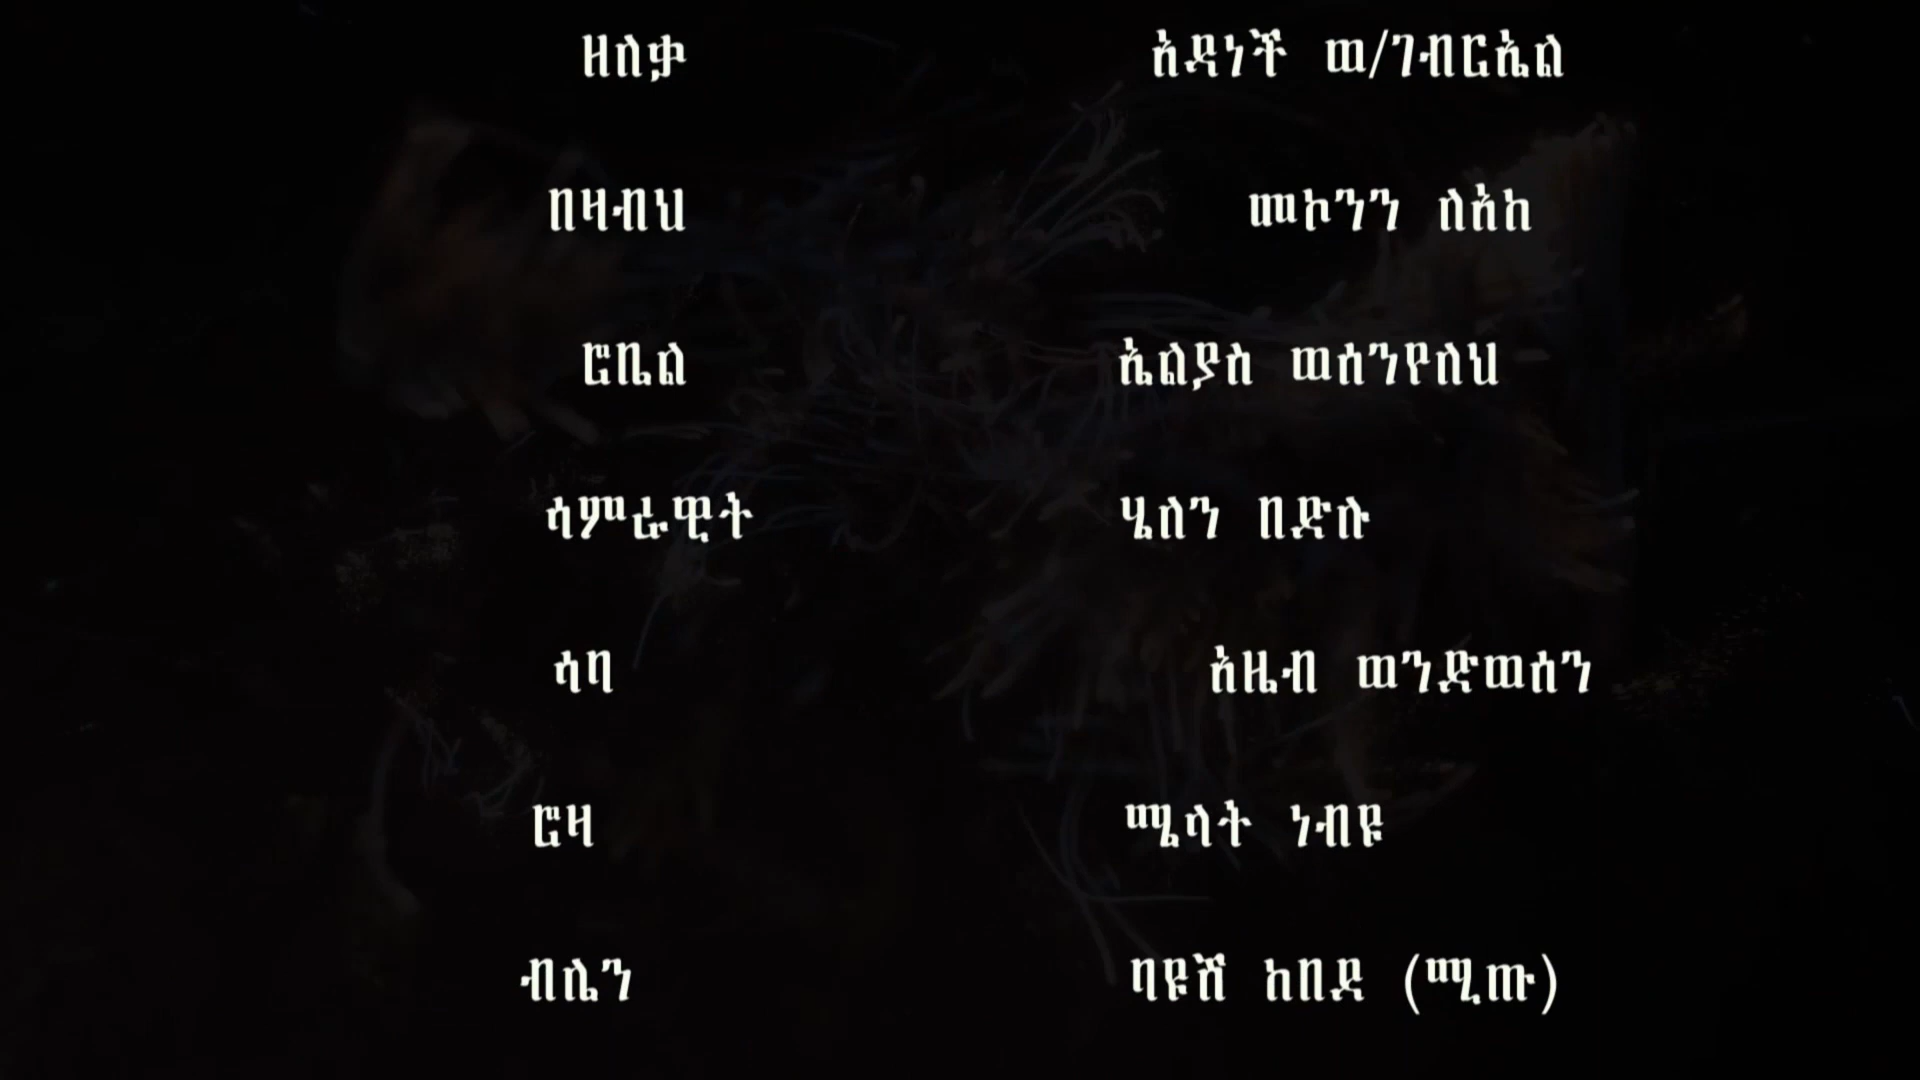 ዘለቃ አዳነች ወ/ገብርኤል
በዛብህ መኮንን ለአከ
ሮቤል ኤልያስ ወሰንየለህ
ሳምራዊት ሄለን በድሉ
ሳባ አዜብ ወንድወሰን
ሮዛ ሜላት ነብዩ
ብሌን ባዩሽ ከበደ (ሚጡ)